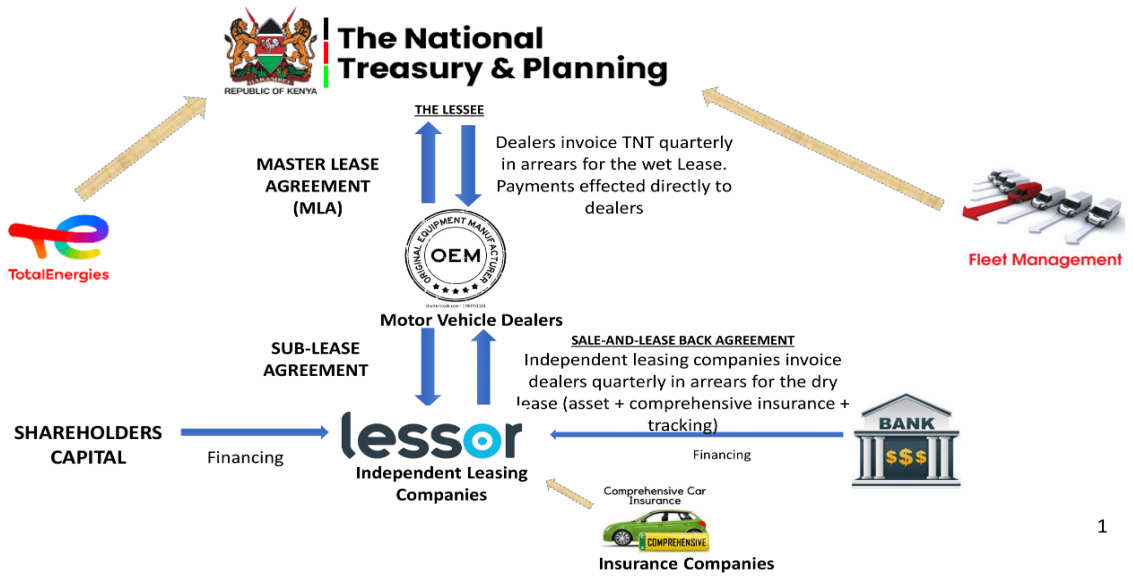 The National
Treasury & Planning
REPUBLIC OF KENYA
THE LESSEE
MASTER LEASE
AGREEMENT
(MLA)
Dealers invoice TNT quarterly
in arrears for the wet Lease.
Payments effected directly to
dealers
TotalEnergies
ORIGINAL EQUIPMENT MANUFACTURER
OEM
Fleet Management
Motor Vehicle Dealers
SUB-LEASE
AGREEMENT
SALE-AND-LEASE BACK AGREEMENT
Independent leasing companies invoice
dealers quarterly in arrears for the dry
lease (asset + comprehensive insurance +
tracking)
SHAREHOLDERS
CAPITAL
Financing
lessor
Independent Leasing
Companies
Financing
BANK
$$$
Comprehensive Car
Insurance
COMPREHENSIVE
Insurance Companies
1